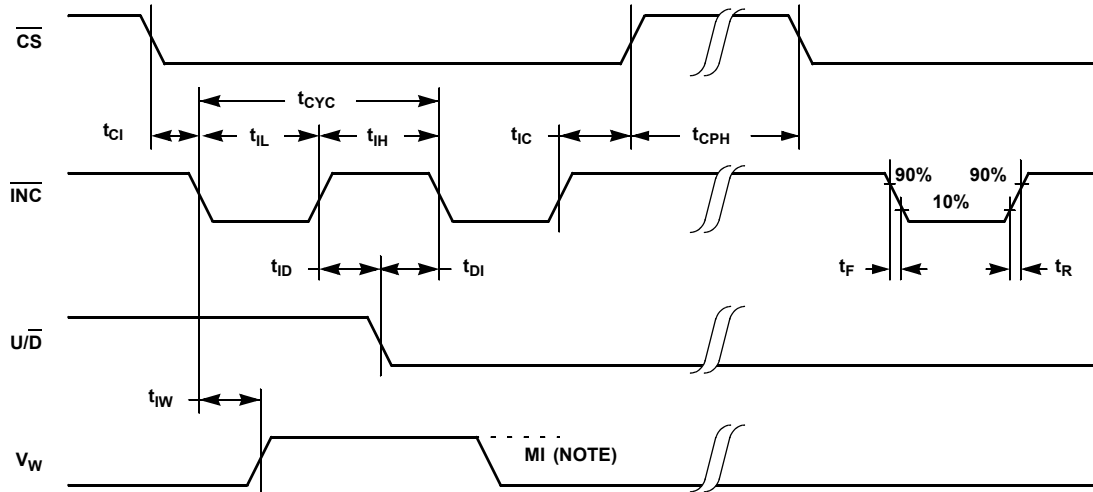 CS
tCYC
tCI
tIL
tIH
tIC
tCPH
INC
90%
90%
10%
tID
tDI
tF
tR
U/D
tIW
VW
MI (NOTE)